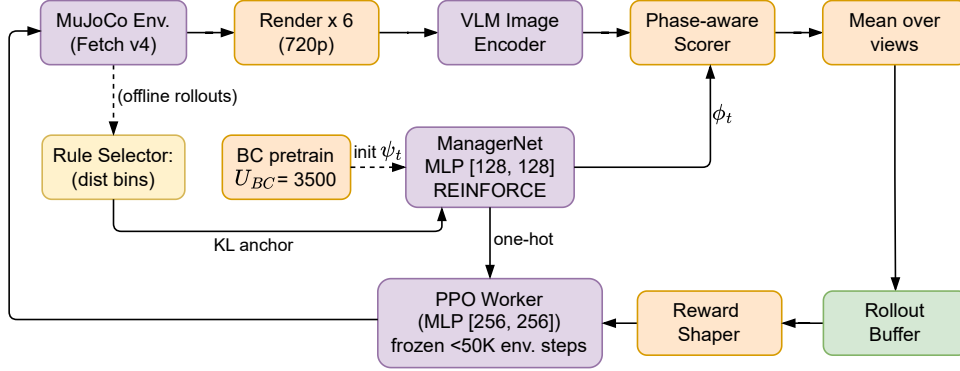 MuJoCo Env.
(Fetch v4)
Render x 6
(720p)
VLM Image
Encoder
Phase-aware
Scorer
Mean over
views
(offline rollouts)
ϕ_t
Rule Selector:
(dist bins)
BC pretrain
U_BC = 3500
init ψ_t
ManagerNet
MLP [128, 128]
REINFORCE
KL anchor
one-hot
PPO Worker
(MLP [256, 256])
frozen <50K env. steps
Reward
Shaper
Rollout
Buffer